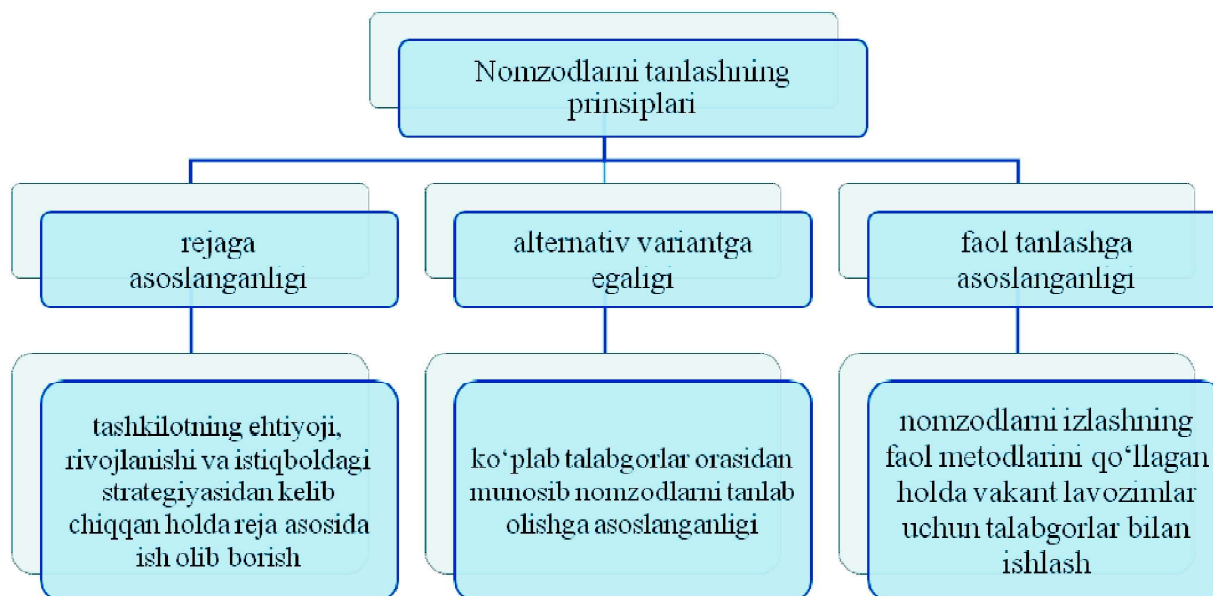 Nomzodlarni tanlashning
prinsiplari
rejaga
asoslanganligi
alternativ variantga
egaligi
faol tanlashga
asoslanganligi
tashkilotning ehtiyoji,
rivojlanishi va istiqboldagi
strategiyasidan kelib
chiqqan holda reja asosida
ish olib borish
ko‘plab talabgorlar orasidan
munosib nomzodlarni tanlab
olishga asoslanganligi
nomzodlarni izlashning
faol metodlarini qo‘llagan
holda vakant lavozimlar
uchun talabgorlar bilan
ishlash